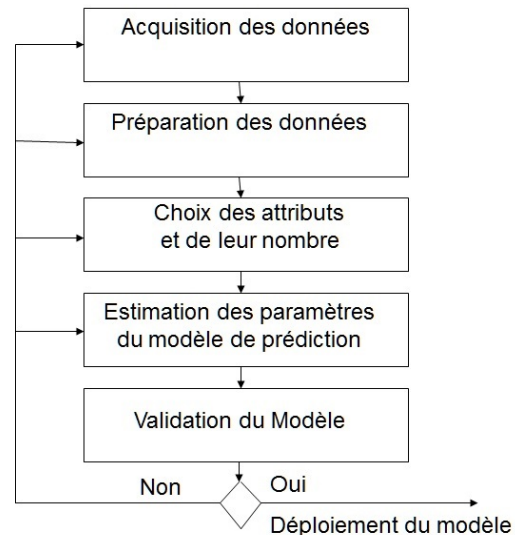 Acquisition des données
Préparation des données
Choix des attributs
et de leur nombre
Estimation des paramètres
du modèle de prédiction
Validation du Modèle
Non
Oui
Déploiement du modèle